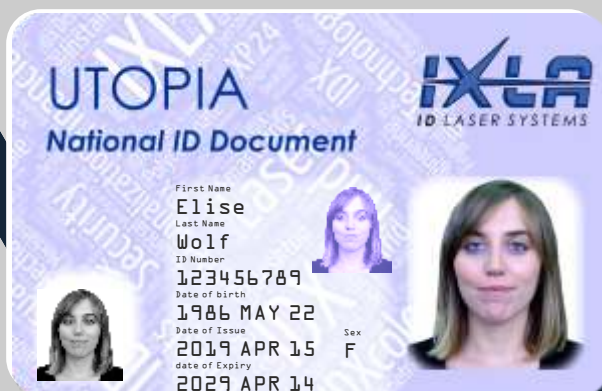 UTOPIA
National ID Document
IXLA
ID LASER SYSTEMS
First Name
Elise
Last Name
Wolf
ID Number
123456789
Date of birth
1986 MAY 22
Date of Issue
2019 APR 15
Sex
F
date of Expiry
2029 APR 14